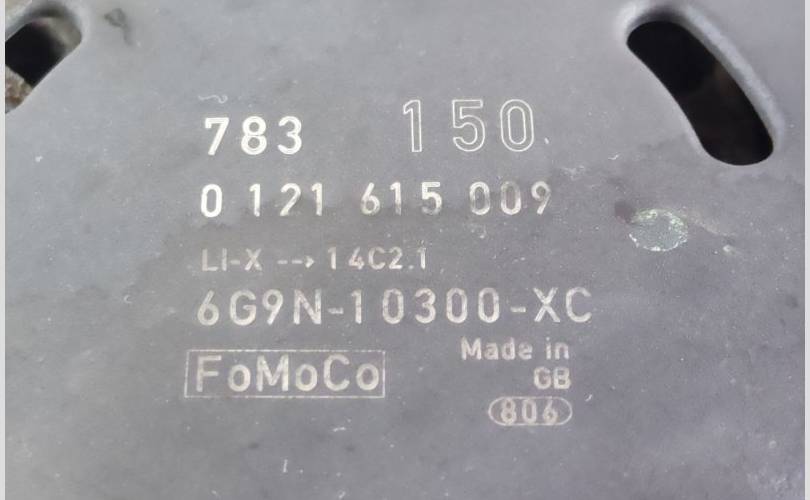 783 150
0 121 615 009
LI-X --→ 14C2.1
6G9N-10300-XC
FoMoCo
Made in
GB
806